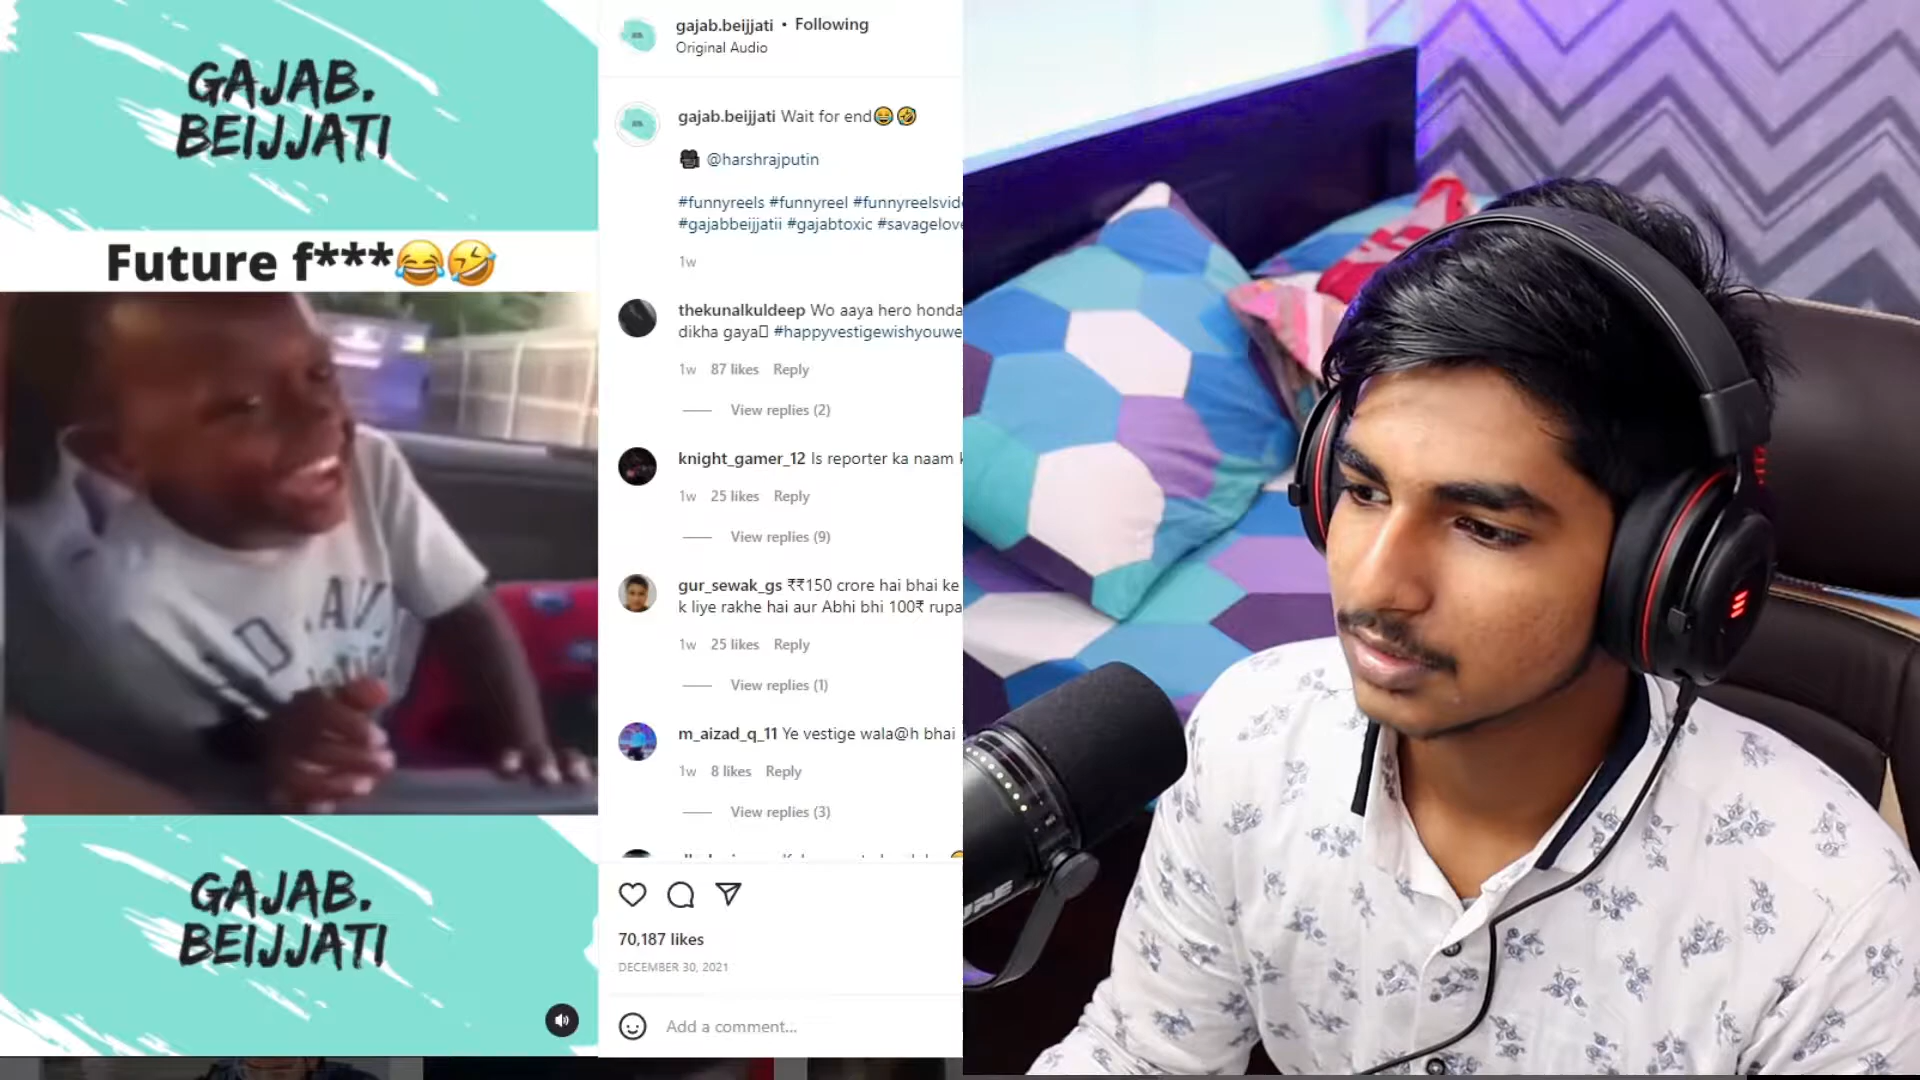 GAJAB.
BEIJJATI
Future f***😂🤣
D
GAJAB.
BEIJJATI
gajab.beijjati • Following
Original Audio
gajab.beijjati Wait for end😂🤣
@harshrajputin
#funnyreels #funnyreel #funnyreelsvid
#gajabbeijjatii #gajabtoxic #savagelove
1w
thekunalkuldeep Wo aaya hero honda
dikha gaya #happyvestigewishyouwe
1w 87 likes Reply
View replies (2)
knight_gamer_12 Is reporter ka naam
1w 25 likes Reply
View replies (9)
gur_sewak_gs ₹₹150 crore hai bhai ke
k liye rakhe hai aur Abhi bhi 100₹ rupa
1w 25 likes Reply
View replies (1)
m_aizad_q_11 Ye vestige wala@h bhai
1w 8 likes Reply
View replies (3)
70,187 likes
DECEMBER 30, 2021
Add a comment...